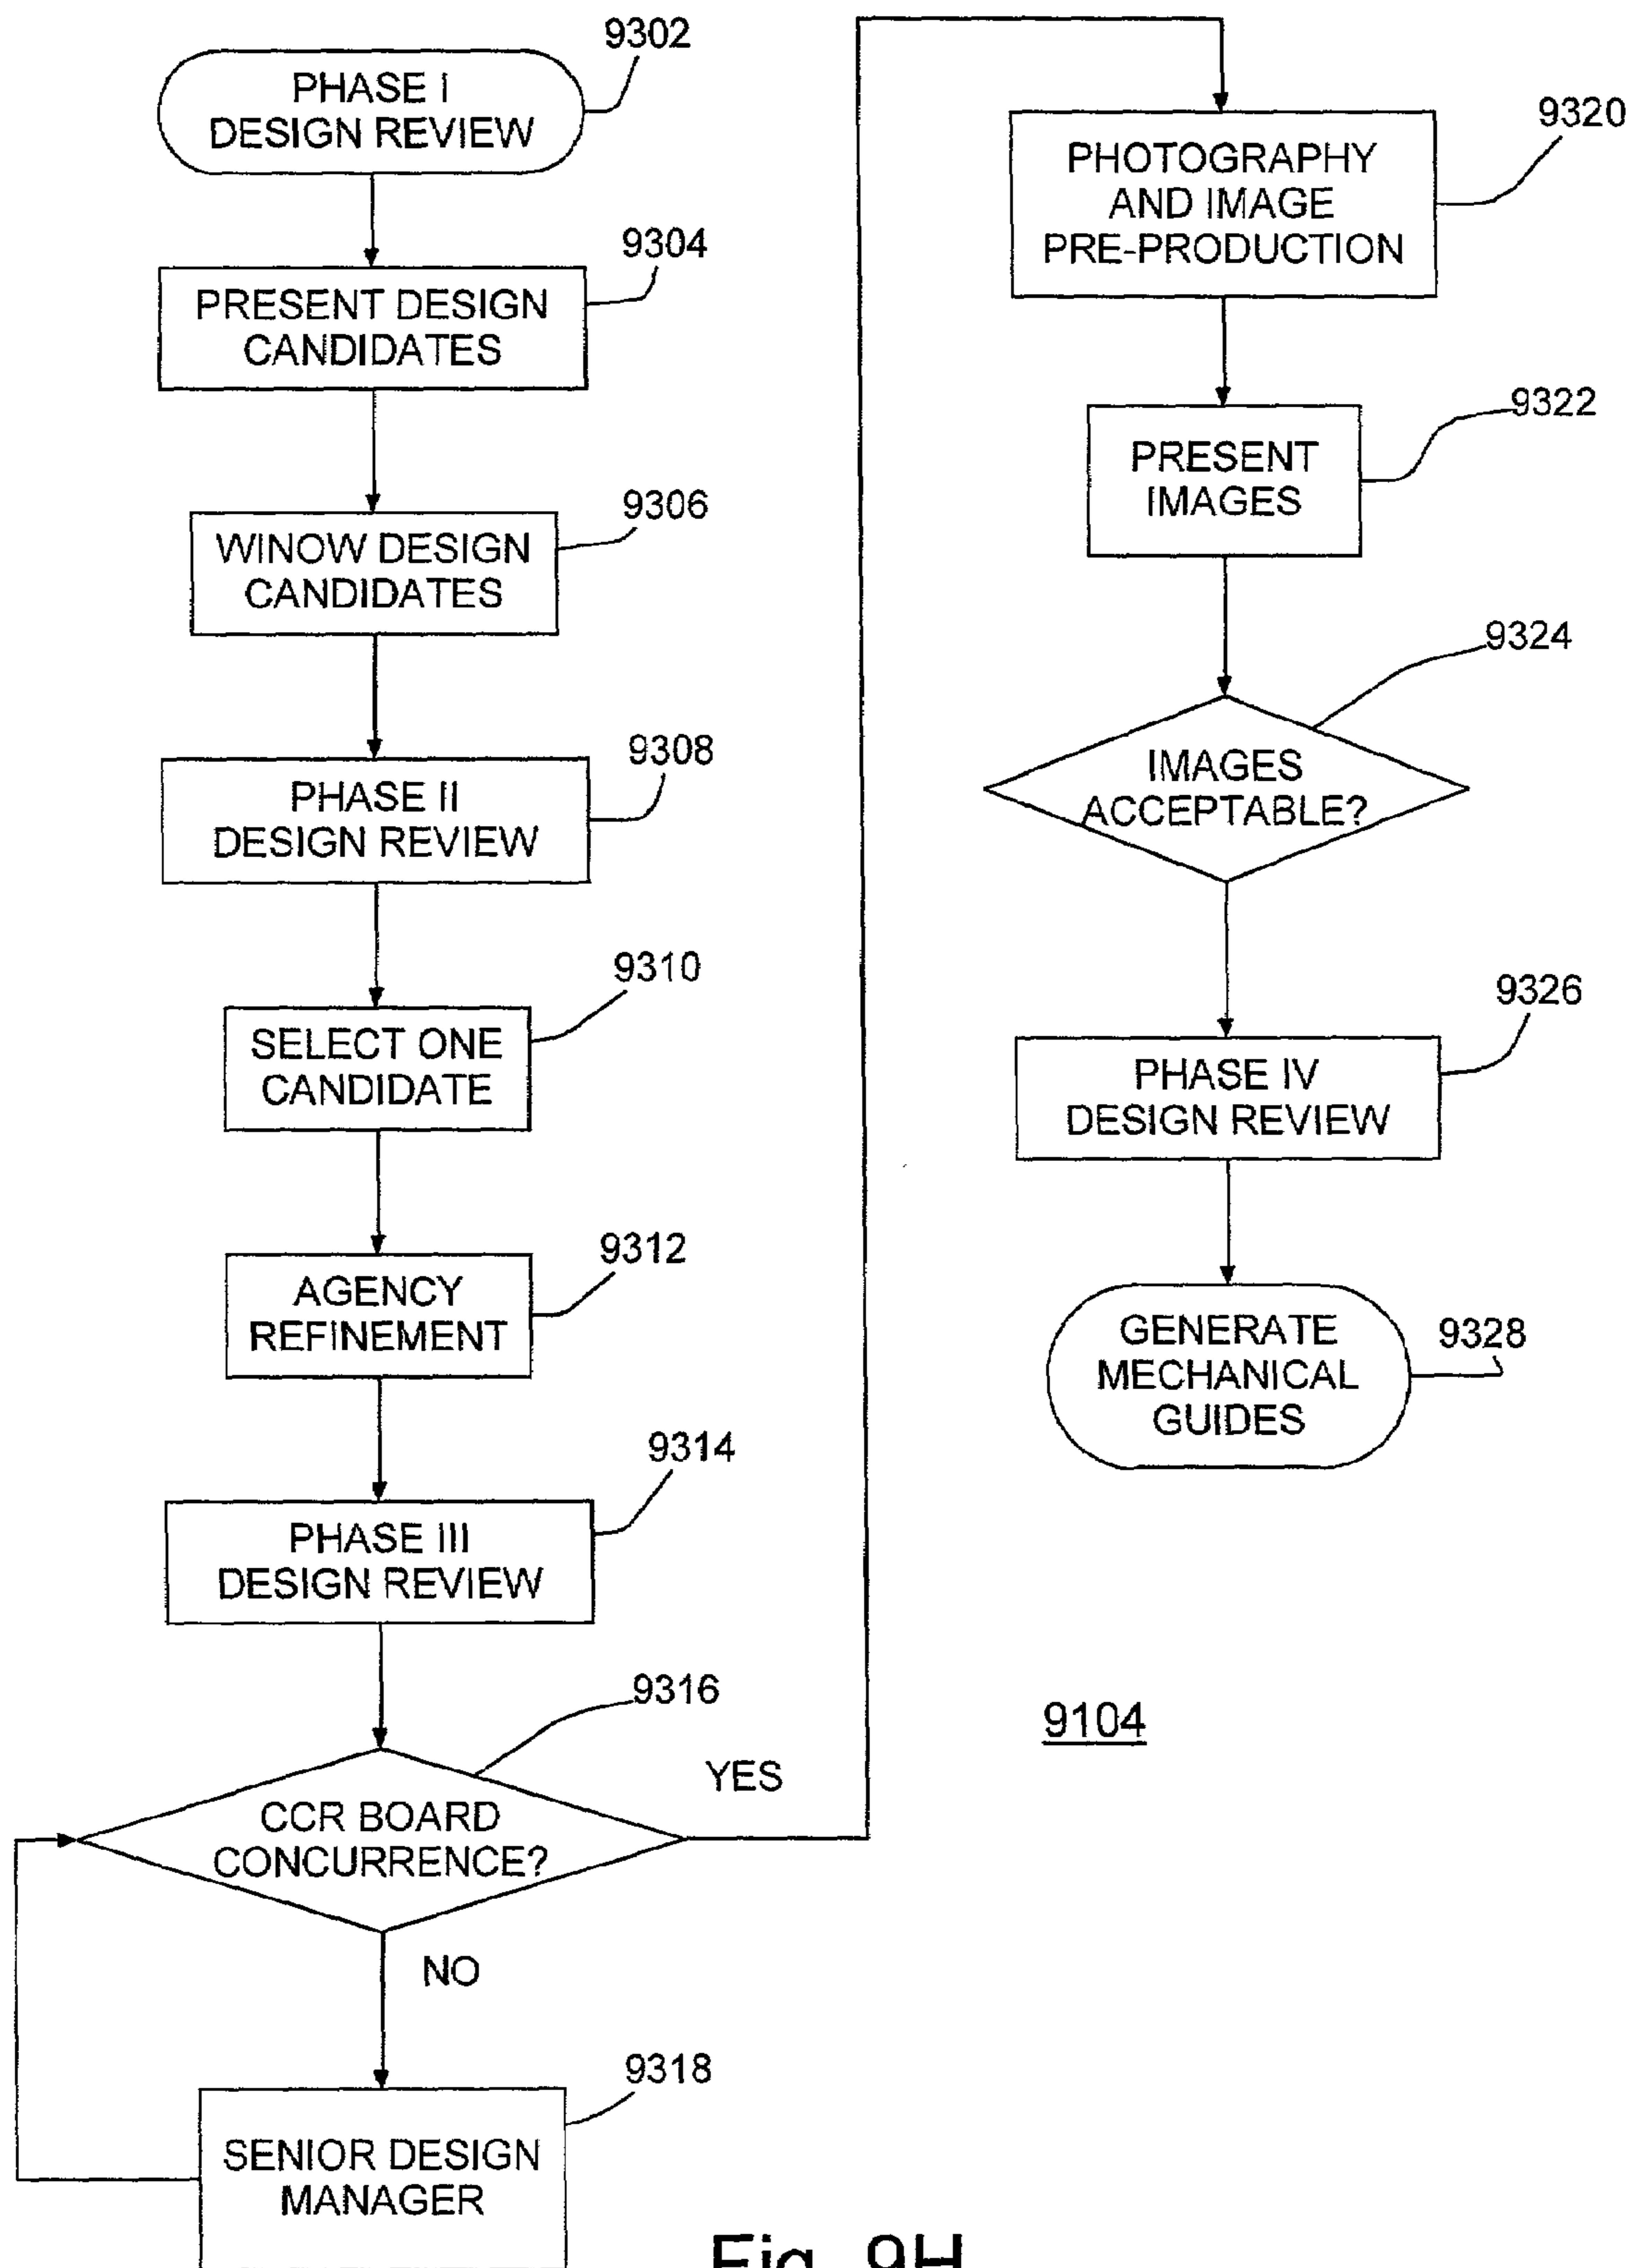 9302
PHASE I
DESIGN REVIEW
9304
PRESENT DESIGN
CANDIDATES
9306
WINOW DESIGN
CANDIDATES
9308
PHASE II
DESIGN REVIEW
9310
SELECT ONE
CANDIDATE
9312
AGENCY
REFINEMENT
9314
PHASE III
DESIGN REVIEW
9316
CCR BOARD
CONCURRENCE?
YES
NO
9318
SENIOR DESIGN
MANAGER
9320
PHOTOGRAPHY
AND IMAGE
PRE-PRODUCTION
9322
PRESENT
IMAGES
9324
IMAGES
ACCEPTABLE?
9326
PHASE IV
DESIGN REVIEW
9328
GENERATE
MECHANICAL
GUIDES
9104
Fig. 9H